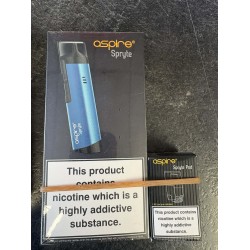 aspire
Spryte
aspire
This product
contains
nicotine which is a
highly addictive
substance.
aspire
Spryte Pod
This product contains
nicotine which is a
highly addictive
substance.